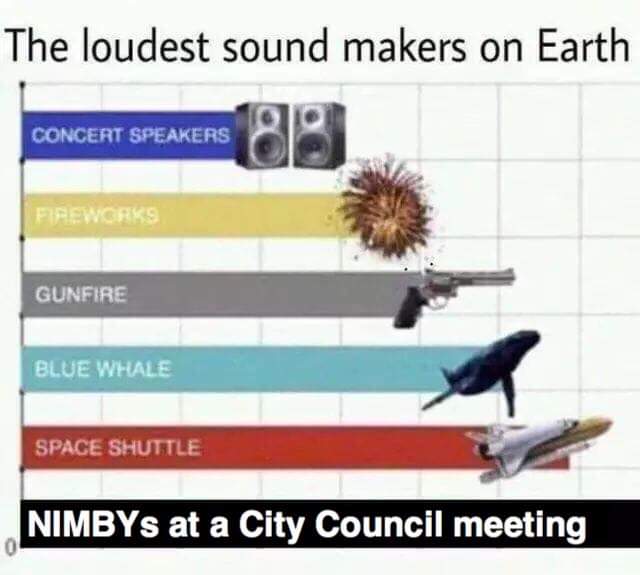 The loudest sound makers on Earth
CONCERT SPEAKERS
FIREWORKS
GUNFIRE
BLUE WHALE
SPACE SHUTTLE
NIMBYs at a City Council meeting
0